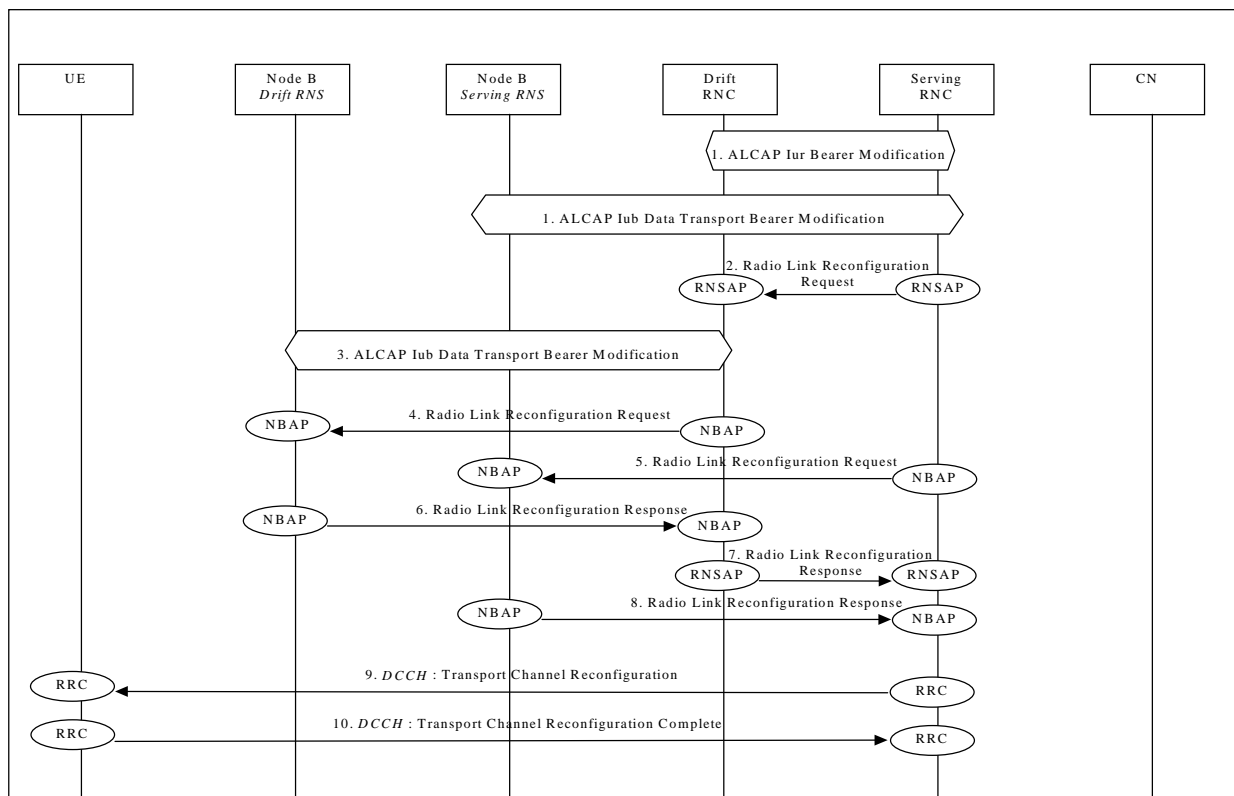 UE
Node B
Drift RNS
Node B
Serving RNS
Drift
RNC
Serving
RNC
CN
1. ALCAP Iur Bearer Modification
1. ALCAP Iub Data Transport Bearer Modification
2. Radio Link Reconfiguration
Request
RNSAP
RNSAP
3. ALCAP Iub Data Transport Bearer Modification
4. Radio Link Reconfiguration Request
NBAP
NBAP
5. Radio Link Reconfiguration Request
NBAP
NBAP
6. Radio Link Reconfiguration Response
NBAP
NBAP
7. Radio Link Reconfiguration
Response
RNSAP
RNSAP
8. Radio Link Reconfiguration Response
NBAP
NBAP
9. DCCH : Transport Channel Reconfiguration
RRC
RRC
10. DCCH : Transport Channel Reconfiguration Complete
RRC
RRC